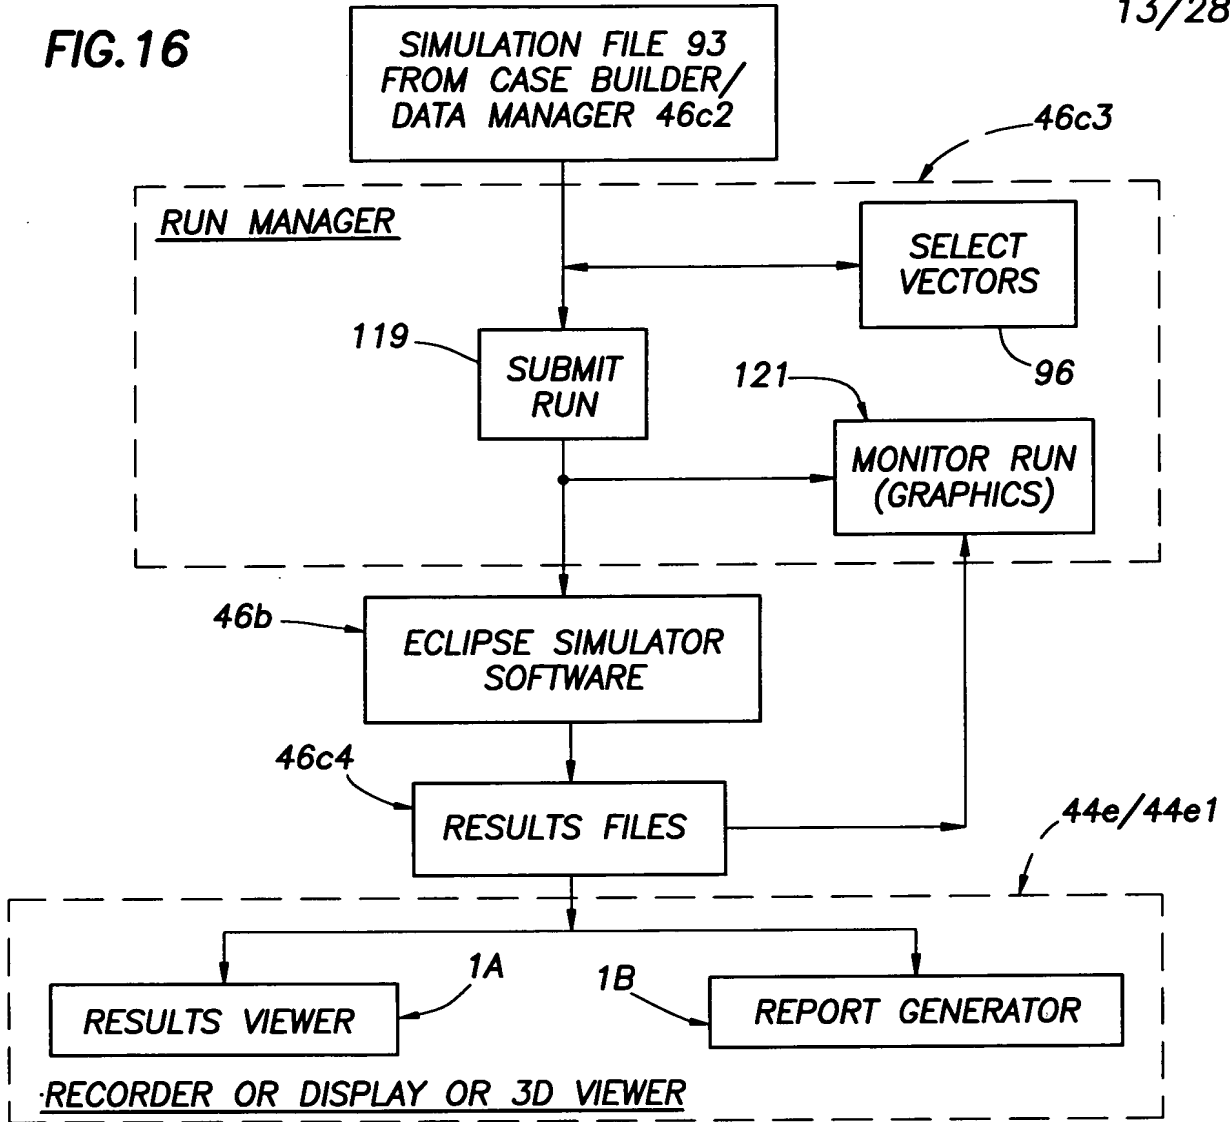 13/28
FIG.16
SIMULATION FILE 93
FROM CASE BUILDER/
DATA MANAGER 46c2
46c3
RUN MANAGER
SELECT
VECTORS
119
SUBMIT
RUN
96
121
MONITOR RUN
(GRAPHICS)
46b
ECLIPSE SIMULATOR
SOFTWARE
46c4
RESULTS FILES
44e/44e1
1A
RESULTS VIEWER
1B
REPORT GENERATOR
RECORDER OR DISPLAY OR 3D VIEWER